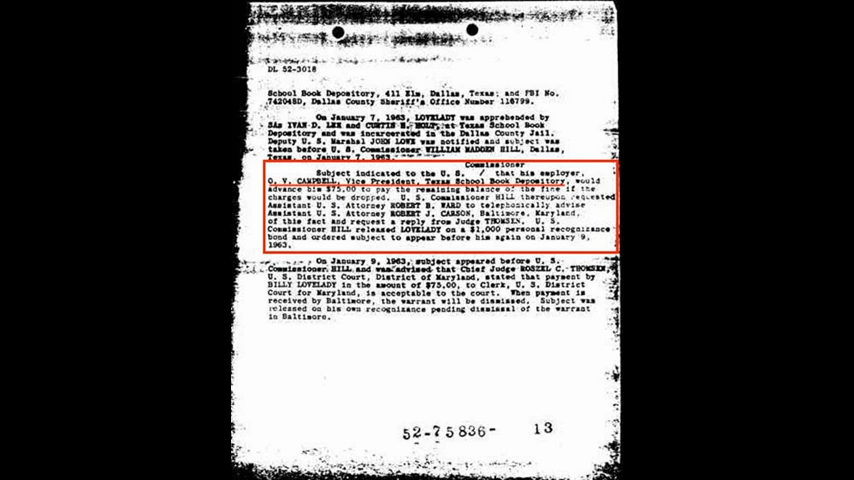 DL 52-3018
School Book Depository, 411 Elm, Dallas, Texas; and FBI No.
742048D, Dallas County Sheriff's Office Number 116799.
On January 7, 1963, LOVELADY was apprehended by
SAs IVAN D. LEE and CURTIS H. HOLT, at Texas School Book
Depository and was incarcerated in the Dallas County Jail.
Deputy U. S. Marshal JOHN LOWE was notified and subject was
taken before U. S. Commissioner WILLIAM MADDEN HILL, Dallas,
Texas, on January 7, 1963.
Commissioner
Subject indicated to the U. S. / that his employer,
O. V. CAMPBELL, Vice President, Texas School Book Depository, would
advance him $75.00 to pay the remaining balance of the fine if the
charges would be dropped. U. S. Commissioner HILL thereupon requested
Assistant U. S. Attorney ROBERT B. WARD to telephonically advise
Assistant U. S. Attorney ROBERT J. CARSON, Baltimore, Maryland,
of this fact and request a reply from Judge THOMSEN. U. S.
Commissioner HILL released LOVELADY on a $1,000 personal recognizance
bond and ordered subject to appear before him again on January 9,
1963.
On January 9, 1963, subject appeared before U. S.
Commissioner HILL and was advised that Chief Judge ROSZEL C. THOMSEN,
U. S. District Court, District of Maryland, stated that payment by
BILLY LOVELADY in the amount of $75.00, to Clerk, U. S. District
Court for Maryland, is acceptable to the court. When payment is
received by Baltimore, the warrant will be dismissed. Subject was
released on his own recognizance pending dismissal of the warrant
in Baltimore.
52-75836- 13